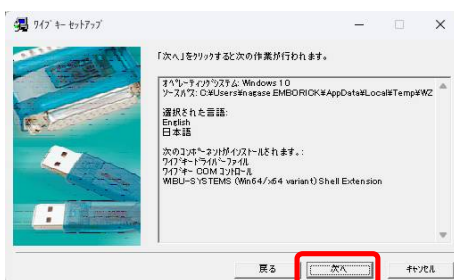 ﾜｲﾌﾞ ｷｰ ｾｯﾄｱｯﾌﾟ
「次へ」をｸﾘｯｸすると次の作業が行われます。
ｵﾍﾟﾚｰﾃｨﾝｸﾞｼｽﾃﾑ: Windows 10
ｿｰｽﾊﾟｽ: C:¥Users¥nagase.EMBORICK¥AppData¥Local¥Temp¥WZ
選択された言語:
English
日本語
次のｺﾝﾎﾟｰﾈﾝﾄがｲﾝｽﾄｰﾙされます。:
ﾜｲﾌﾞｷｰﾄﾞﾗｲﾊﾞｰﾌｧｲﾙ
ﾜｲﾌﾞｷｰ COM ｺﾝﾄﾛｰﾙ
WIBU-SYSTEMS (Win64/x64 variant) Shell Extension
戻る 次へ ｷｬﾝｾﾙ